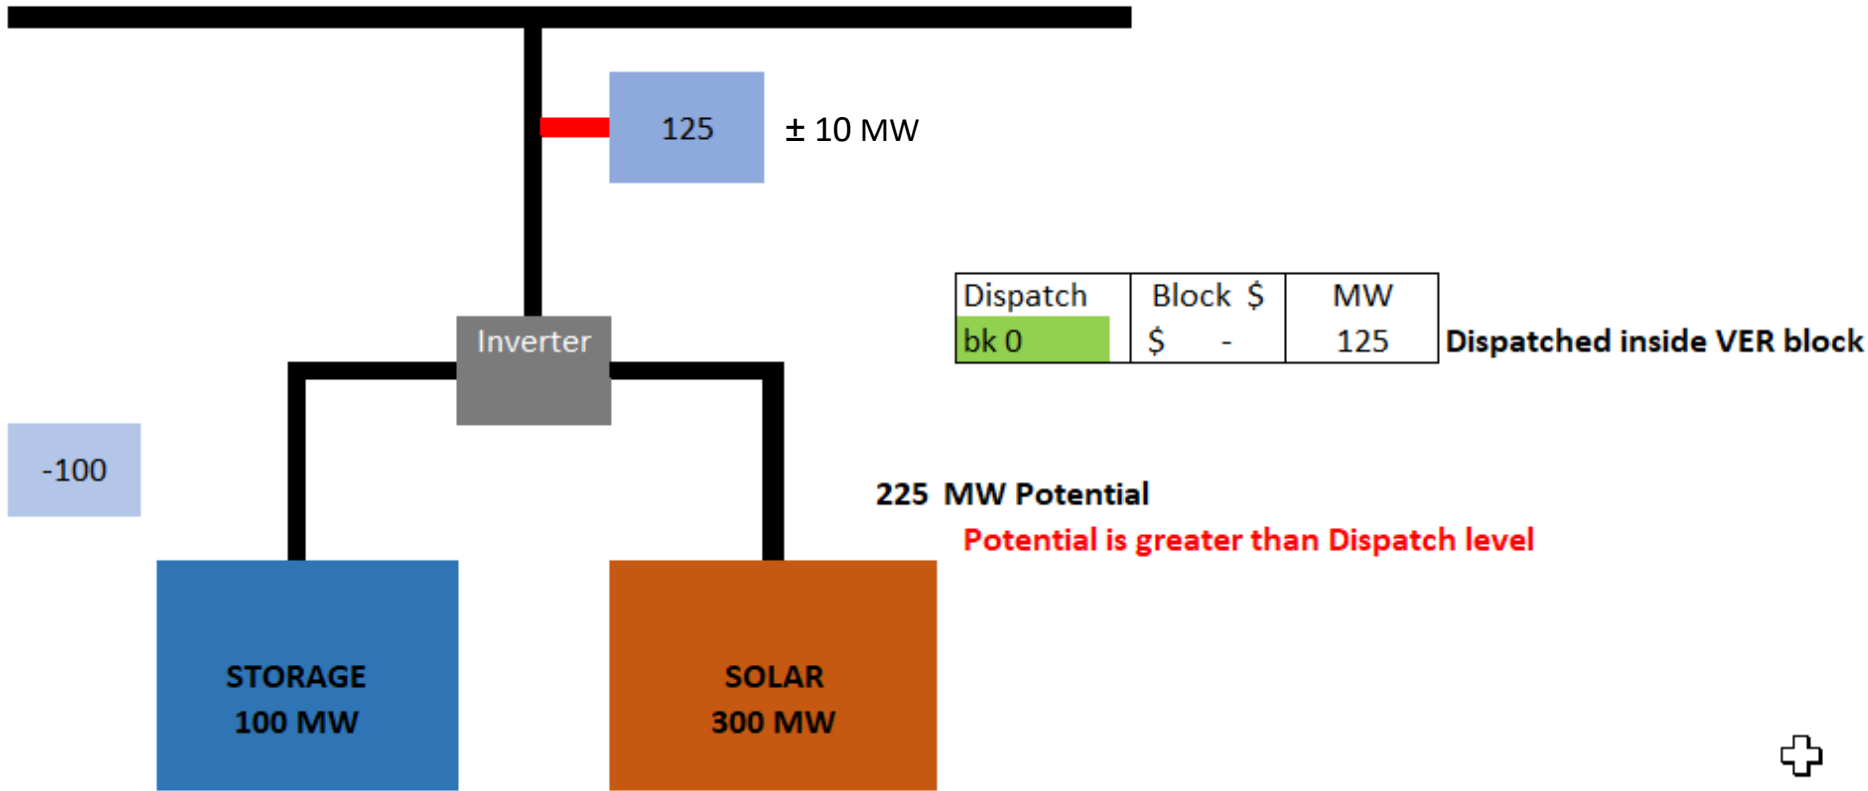 125
± 10 MW
Dispatch Block $ MW
bk 0 $ - 125 Dispatched inside VER block
Inverter
-100
225 MW Potential
Potential is greater than Dispatch level
STORAGE
100 MW
SOLAR
300 MW